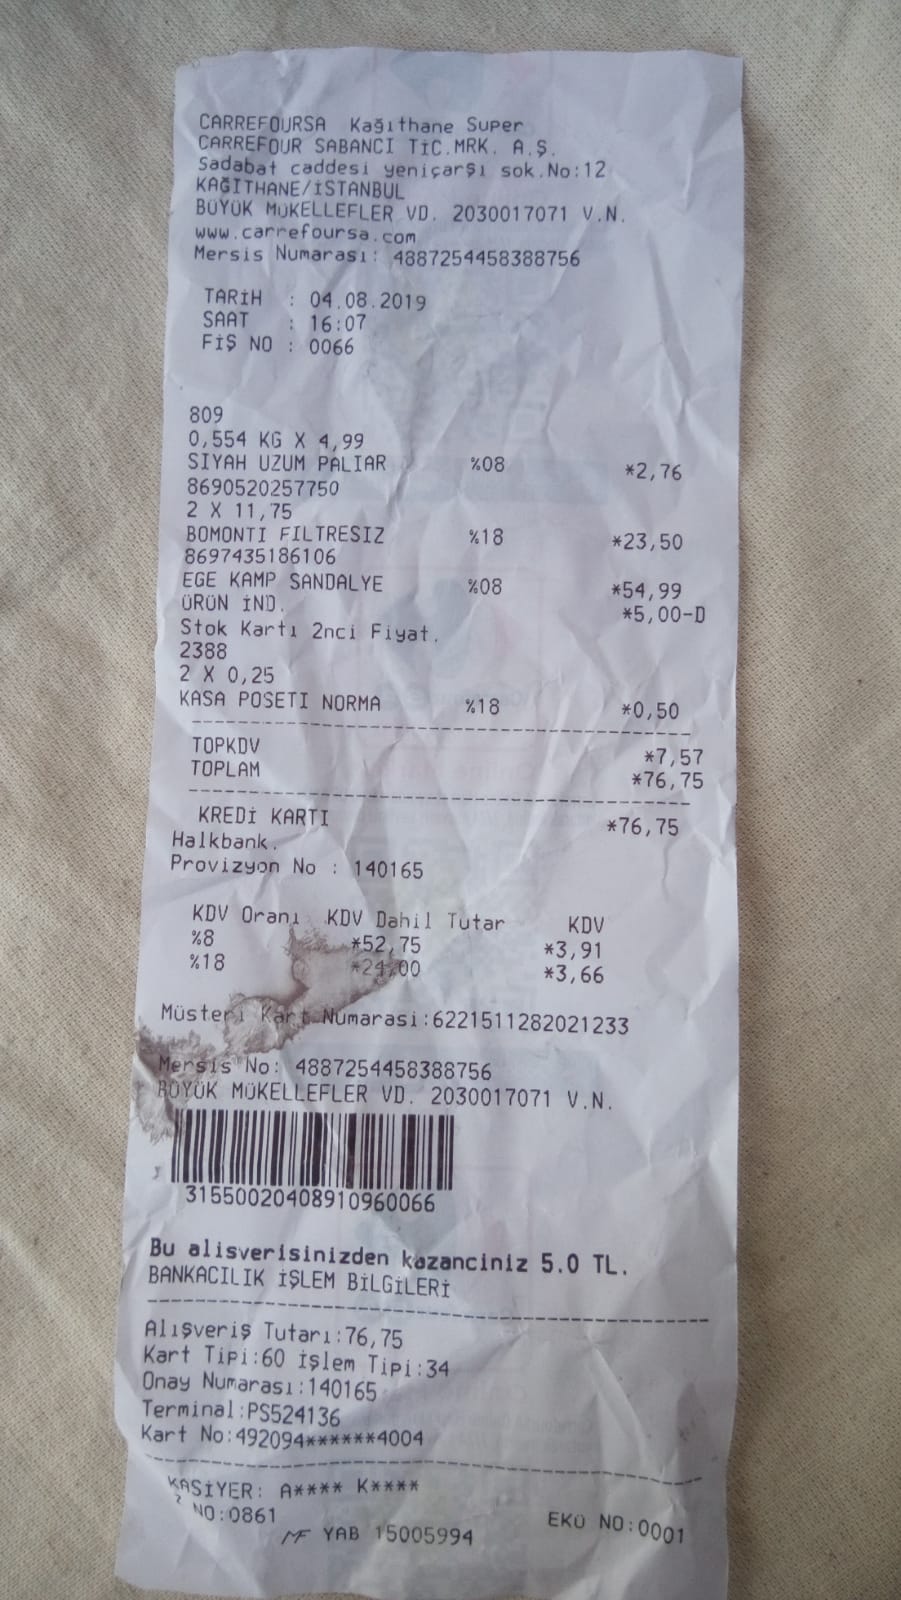 CARREFOURSA Kağıthane Super
CARREFOUR SABANCI TİC.MRK. A.Ş.
Sadabat caddesi yeniçarşı sok.No:12
KAĞITHANE/İSTANBUL
BÜYÜK MÜKELLEFLER VD. 2030017071 V.N.
www.carrefoursa.com
Mersis Numarası: 4887254458388756
TARİH : 04.08.2019
SAAT : 16:07
FİŞ NO : 0066
809
0,554 KG X 4,99
SIYAH UZUM PALIAR %08 *2,76
8690520257750
2 X 11,75
BOMONTI FILTRESIZ %18 *23,50
8697435186106
EGE KAMP SANDALYE %08 *54,99
ÜRÜN İND. *5,00-D
Stok Kartı 2nci Fiyat.
2388
2 X 0,25
KASA POSETI NORMA %18 *0,50
TOPKDV *7,57
TOPLAM *76,75
KREDİ KARTI *76,75
Halkbank.
Provizyon No : 140165
KDV Oranı KDV Dahil Tutar KDV
%8 *52,75 *3,91
%18 *24,00 *3,66
Müsteri Kart Numarasi:6221511282021233
Mersis No: 4887254458388756
BÜYÜK MÜKELLEFLER VD. 2030017071 V.N.
31550020408910960066
Bu alisverisinizden kazanciniz 5.0 TL.
BANKACILIK İŞLEM BİLGİLERİ
Alışveriş Tutarı:76,75
Kart Tipi:60 İşlem Tipi:34
Onay Numarası:140165
Terminal:PS524136
Kart No:492094******4004
KASİYER: A**** K****
Z NO:0861 EKÜ NO:0001
MF YAB 15005994